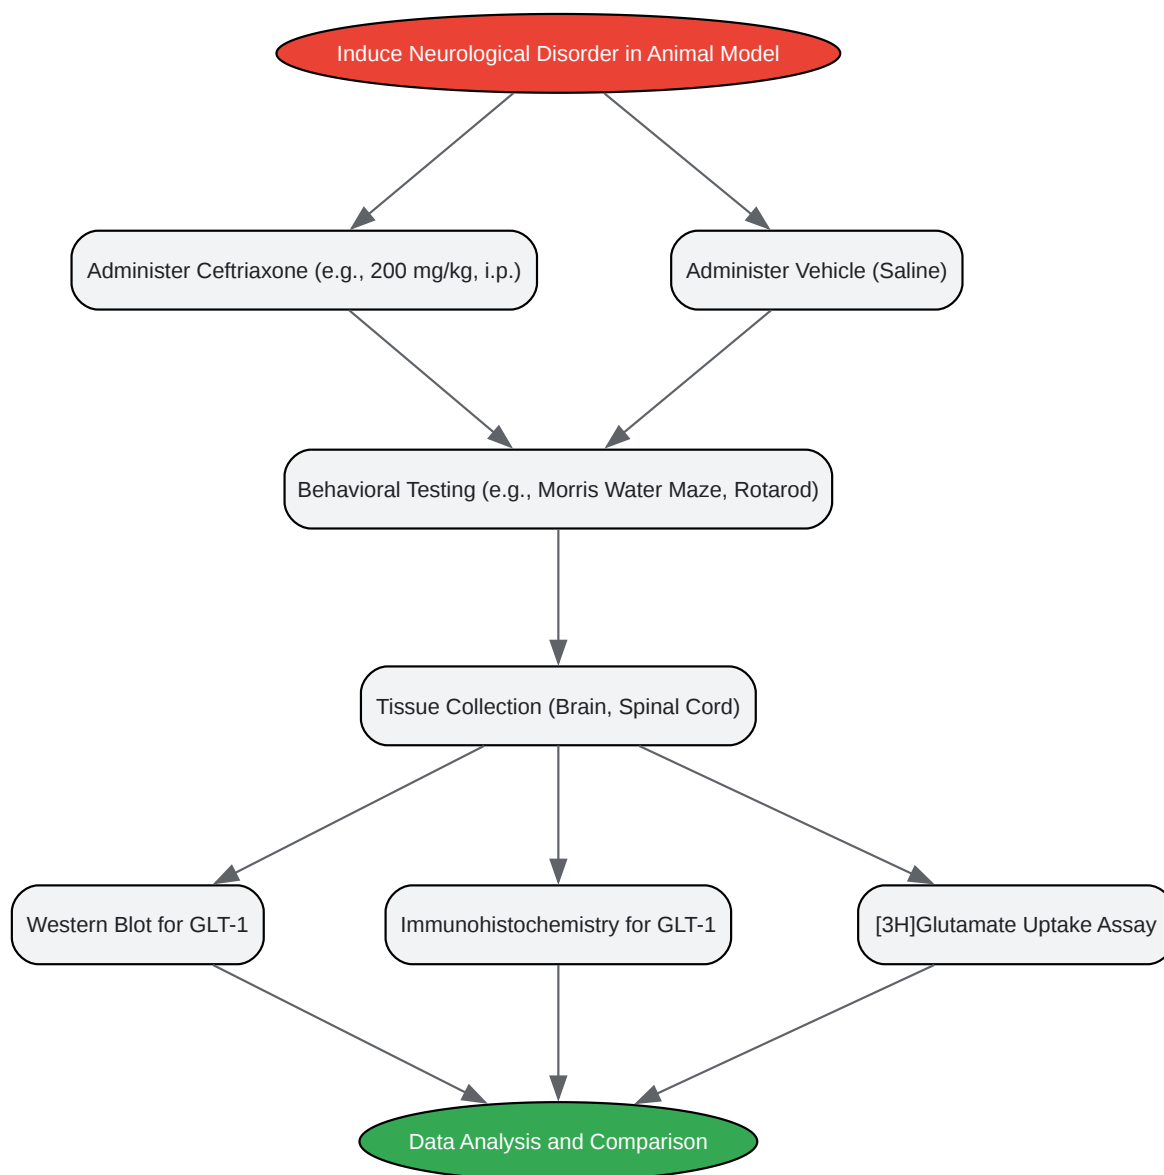 Induce Neurological Disorder in Animal Model
Administer Ceftriaxone (e.g., 200 mg/kg, i.p.)
Administer Vehicle (Saline)
Behavioral Testing (e.g., Morris Water Maze, Rotarod)
Tissue Collection (Brain, Spinal Cord)
Western Blot for GLT-1
Immunohistochemistry for GLT-1
[3H]Glutamate Uptake Assay
Data Analysis and Comparison